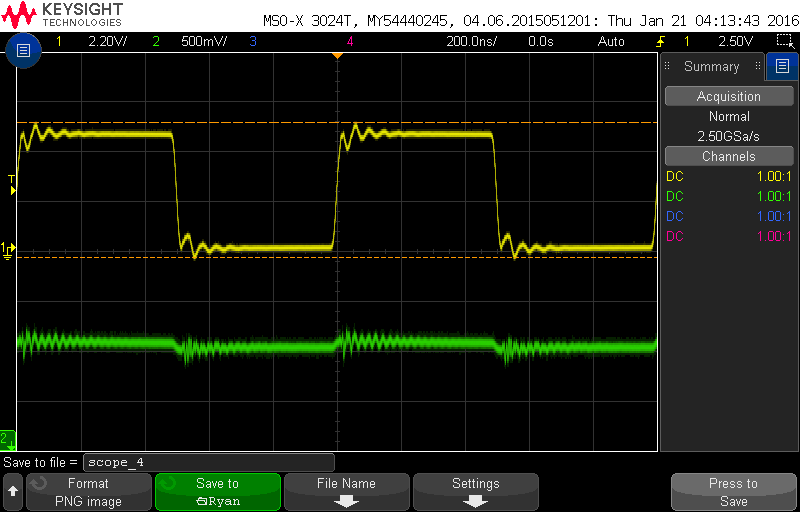 KEYSIGHT
TECHNOLOGIES
MSO-X 3024T, MY54440245, 04.06.2015051201: Thu Jan 21 04:13:43 2016
1 2.20V/ 2 500mV/ 3 4 200.0ns/ 0.0s Auto 1 2.50V
Summary
Acquisition
Normal
2.50GSa/s
Channels
DC 1.00:1
DC 1.00:1
DC 1.00:1
DC 1.00:1
T
1
2
Save to file = scope_4
Format
PNG image
Save to
Ryan
File Name
Settings
Press to
Save